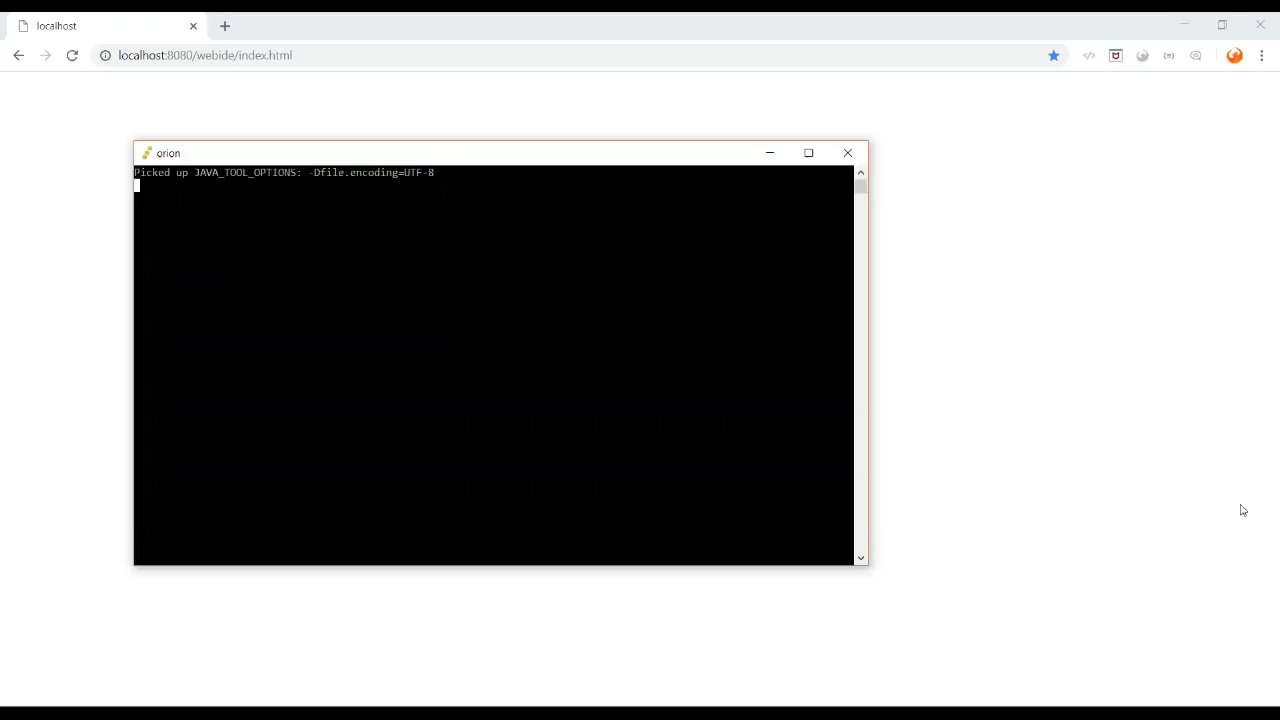 localhost
localhost:8080/webide/index.html
orion
Picked up JAVA_TOOL_OPTIONS: -Dfile.encoding=UTF-8